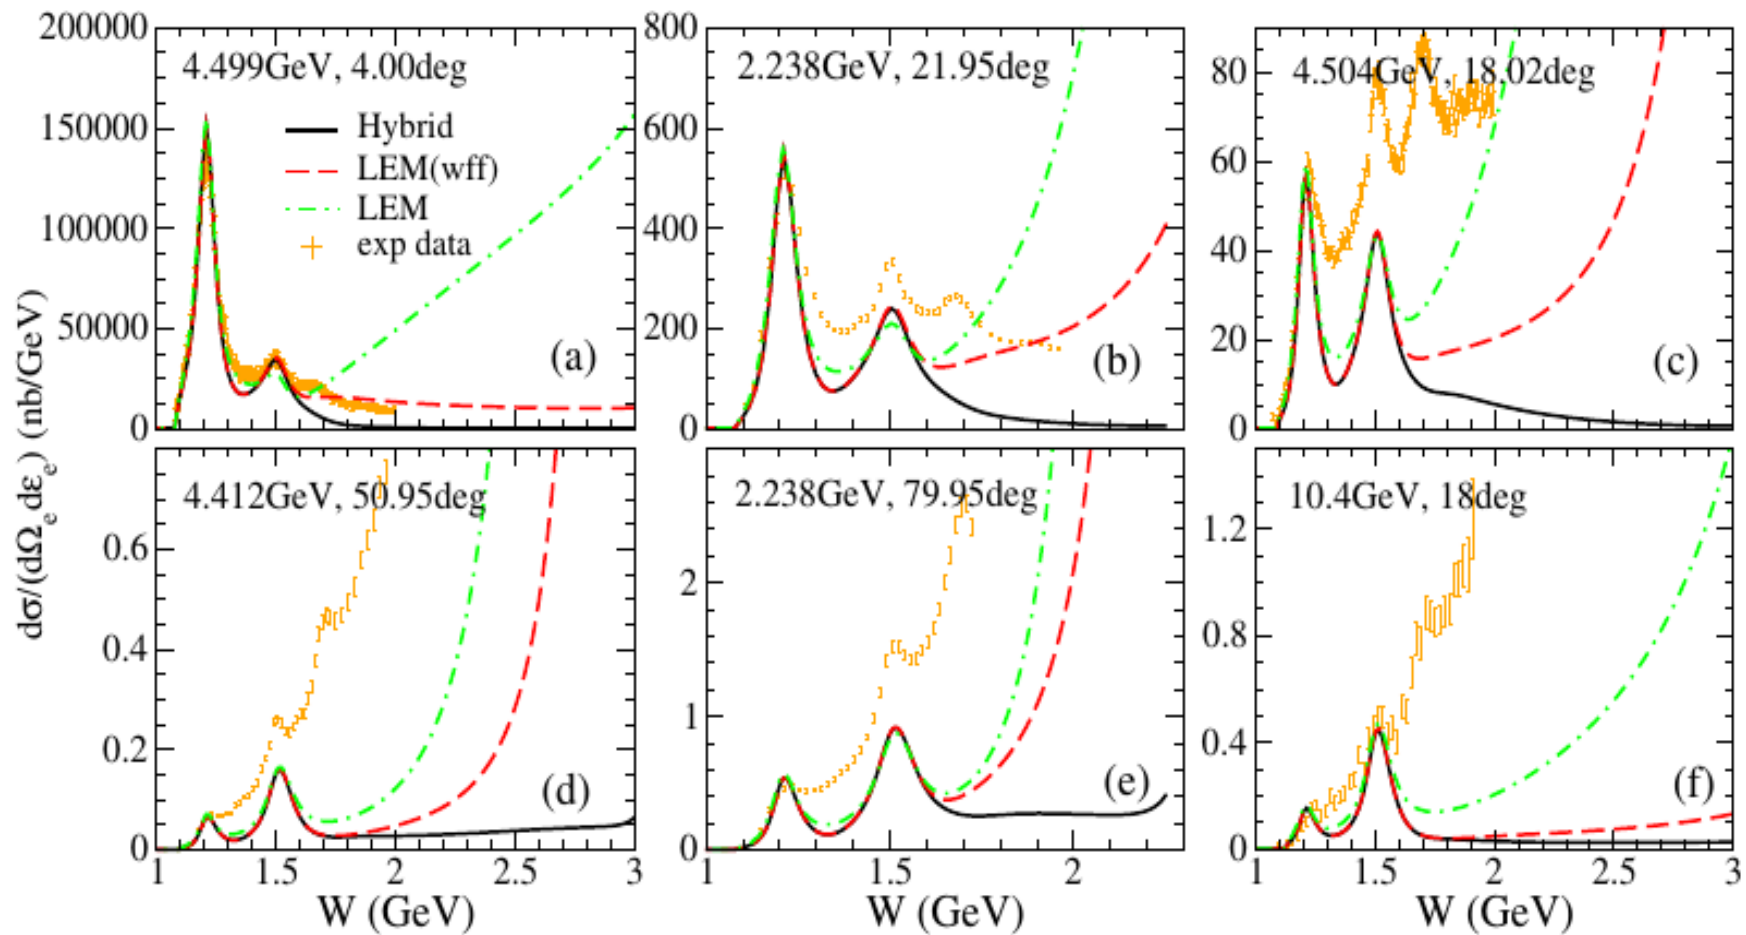 dσ/(dΩe dεe) (nb/GeV)
200000
150000
100000
50000
0
4.499GeV, 4.00deg
Hybrid
LEM(wff)
LEM
exp data
(a)
800
600
400
200
0
2.238GeV, 21.95deg
(b)
80
60
40
20
0
4.504GeV, 18.02deg
(c)
0.6
0.4
0.2
0
4.412GeV, 50.95deg
(d)
1 1.5 2 2.5 3
W (GeV)
2
1
0
2.238GeV, 79.95deg
(e)
1 1.5 2
W (GeV)
1.2
0.8
0.4
0
10.4GeV, 18deg
(f)
1 1.5 2 2.5 3
W (GeV)